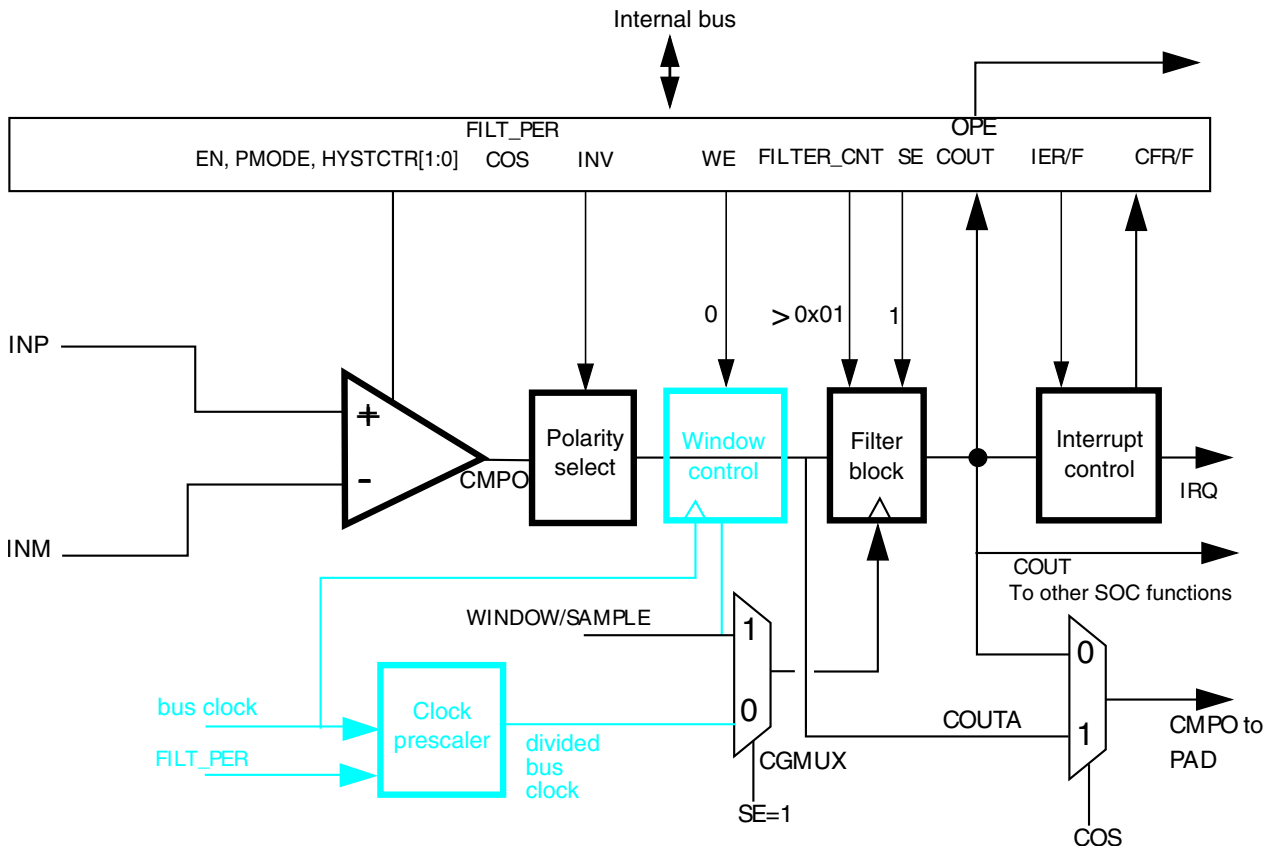 Internal bus
FILT_PER
OPE
EN, PMODE, HYSTCTR[1:0]
COS
INV
WE
FILTER_CNT
SE
COUT
IER/F
CFR/F
0
> 0x01
1
INP
+
-
INM
CMPO
Polarity
select
Window
control
Filter
block
Interrupt
control
IRQ
COUT
To other SOC functions
WINDOW/SAMPLE
1
0
CGMUX
SE=1
bus clock
FILT_PER
Clock
prescaler
divided
bus
clock
COUTA
0
1
COS
CMPO to
PAD